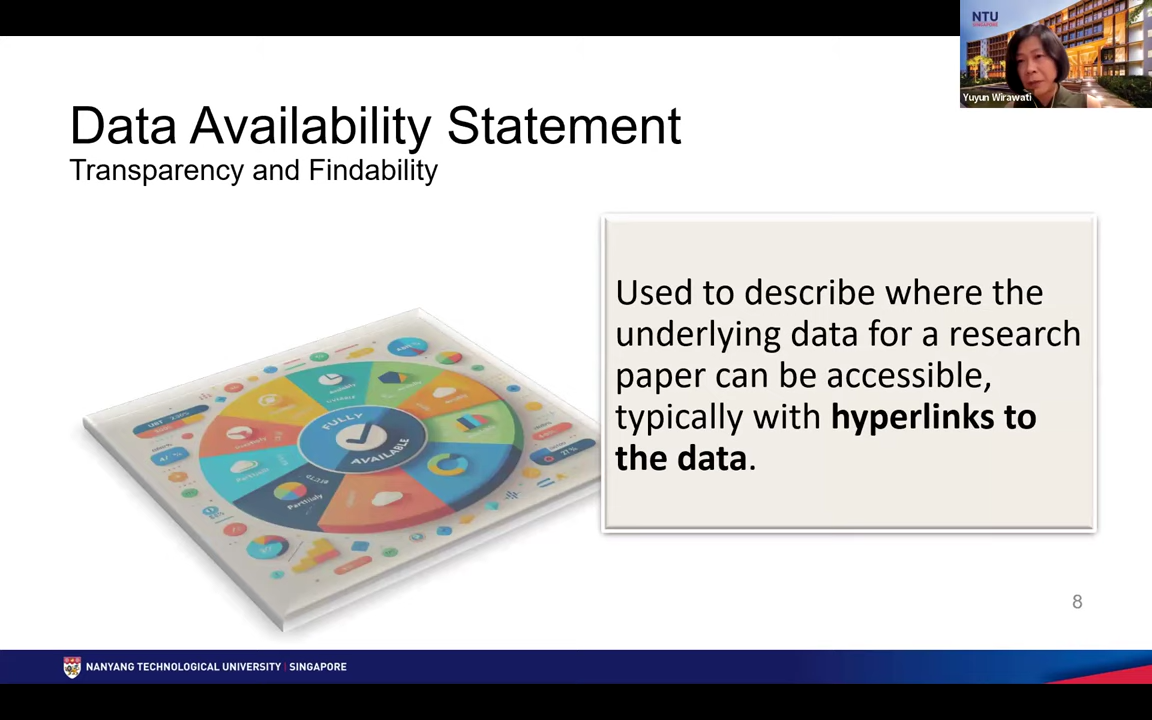 NTU
SINGAPORE
Yuyun Wirawati
Data Availability Statement
Transparency and Findability
Used to describe where the
underlying data for a research
paper can be accessible,
typically with hyperlinks to
the data.
FULLY
AVAILABLE
8
NANYANG TECHNOLOGICAL UNIVERSITY | SINGAPORE